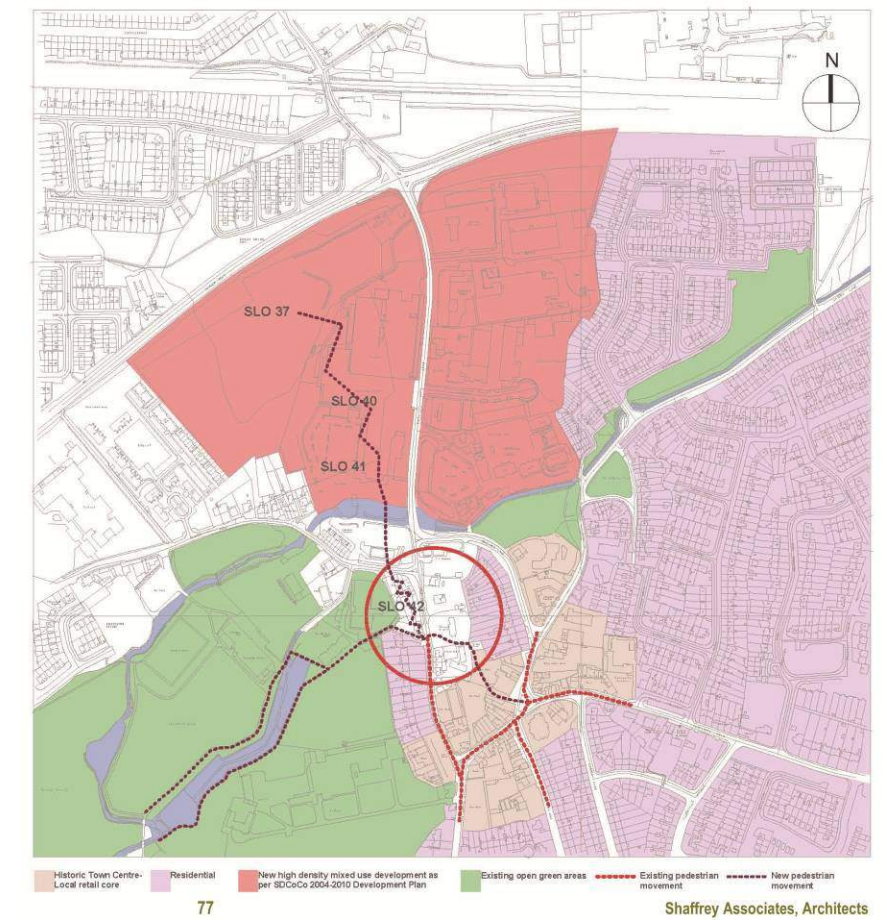 N
SLO 37
SLO 40
SLO 41
SLO 42
Historic Town Centre-
Local retail core
Residential
New high density mixed use development as
per SDCoCo 2004-2010 Development Plan
Existing open green areas
Existing pedestrian
movement
New pedestrian
movement
77
Shaffrey Associates, Architects